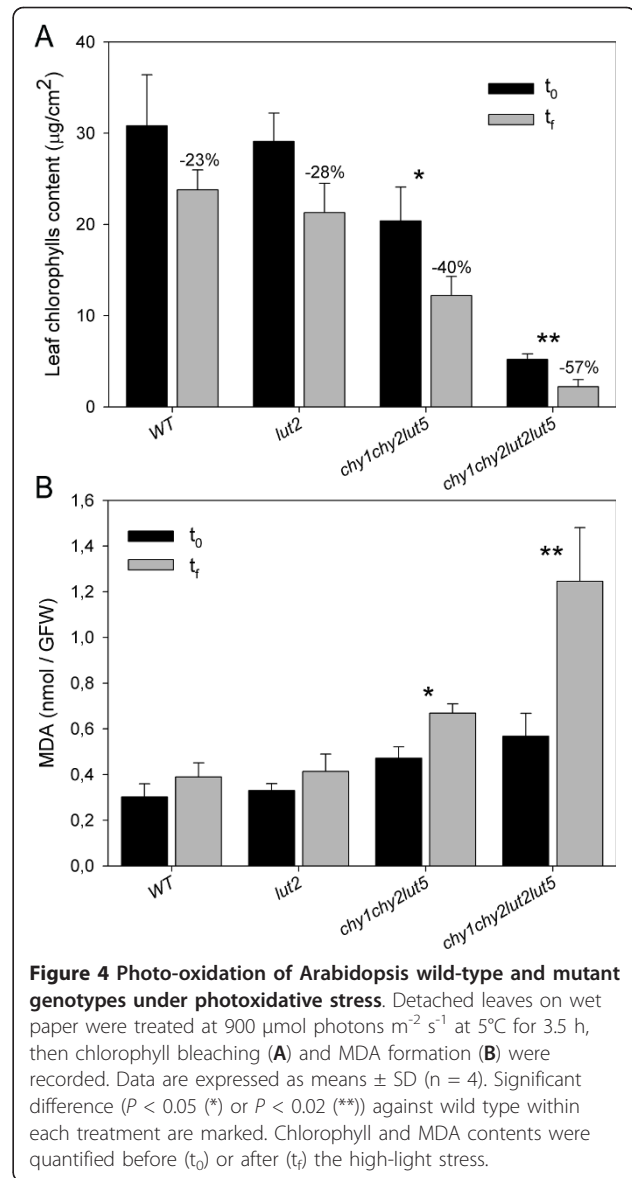 A
Leaf chlorophylls content (µg/cm²)
40
30
20
10
0
t₀
t_f
-23%
-28%
*
-40%
**
-57%
WT
lut2
chy1chy2lut5
chy1chy2lut2lut5
B
MDA (nmol / GFW)
1,6
1,4
1,2
1,0
0,8
0,6
0,4
0,2
0,0
t₀
t_f
*
**
WT
lut2
chy1chy2lut5
chy1chy2lut2lut5
Figure 4 Photo-oxidation of Arabidopsis wild-type and mutant
genotypes under photoxidative stress. Detached leaves on wet
paper were treated at 900 µmol photons m⁻² s⁻¹ at 5°C for 3.5 h,
then chlorophyll bleaching (A) and MDA formation (B) were
recorded. Data are expressed as means ± SD (n = 4). Significant
difference (P < 0.05 (*) or P < 0.02 (**)) against wild type within
each treatment are marked. Chlorophyll and MDA contents were
quantified before (t₀) or after (t_f) the high-light stress.